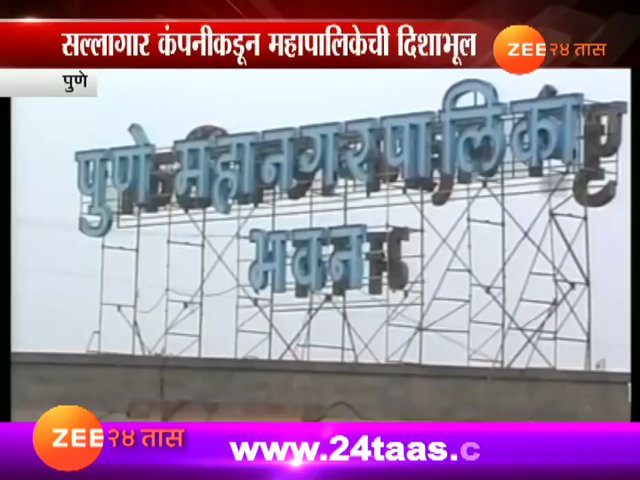 सल्लागार कंपनीकडून महापालिकेची दिशाभूल
ZEE २४ तास
पुणे
पुणे महानगरपालिका
भवन
ZEE २४ तास
www.24taas.c